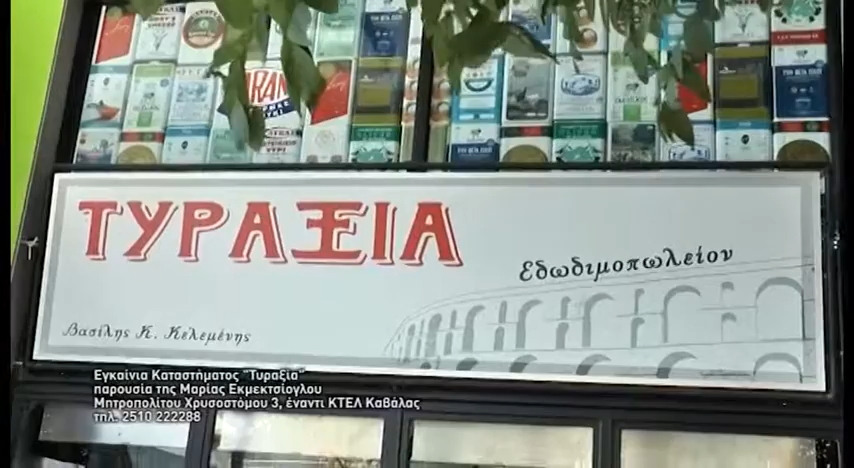 ΤΥΡΑΞΙΑ
Εδωδιμοπωλείον
Βασίλης Κ. Κελεμένης
Εγκαίνια Καταστήματος "Τυραξία"
παρουσία της Μαρίας Εκμεκτσίογλου
Μητροπολίτου Χρυσοστόμου 3, έναντι ΚΤΕΛ Καβάλας
τηλ. 2510 222288